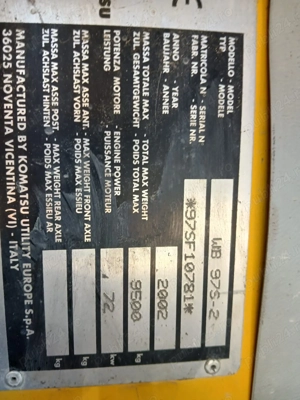 CE
MODELLO - MODEL
TYP - MODELE
WB 97S-2
MATRICOLA N° - SERIAL N°
FABR. NR. - SERIE NR.
*97SF10781*
ANNO - YEAR
BAUJAHR - ANNEE
2002
MASSA TOTALE MAX - TOTAL MAX WEIGHT
ZUL. GESAMTGEWICHT - POIDS TOTAL MAX
9500 kg
POTENZA MOTORE - ENGINE POWER
LEISTUNG - PUISSANCE MOTEUR
72 kw
MASSA MAX ASSE ANT. - MAX WEIGHT FRONT AXLE
ZUL. ACHSLAST VORN - POIDS MAX ESSIEU AV
kg
MASSA MAX ASSE POST - MAX WEIGHT REAR AXLE
ZUL. ACHSLAST HINTEN - POIDS MAX ESSIEU AR
kg
MANUFACTURED BY KOMATSU UTILITY EUROPE S.p.A.
36025 NOVENTA VICENTINA (VI) - ITALY